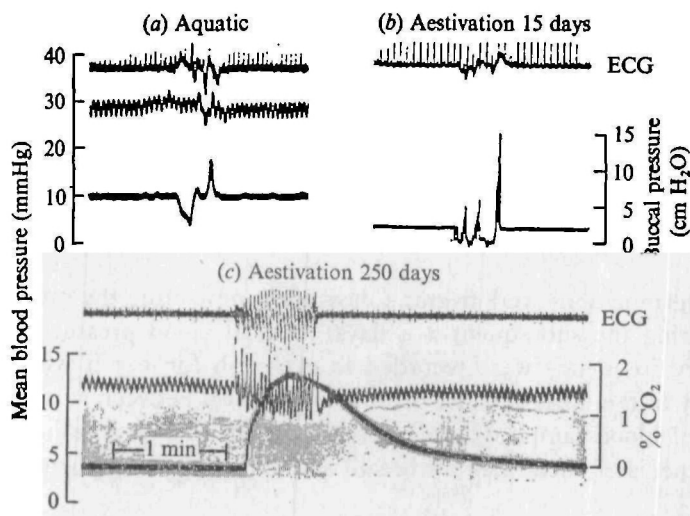 (a) Aquatic
(b) Aestivation 15 days
40
30
20
10
0
ECG
15
10
5
0
Buccal pressure
(cm H₂O)
Mean blood pressure (mmHg)
(c) Aestivation 250 days
ECG
15
10
5
0
1 min
2
1
0
% CO₂